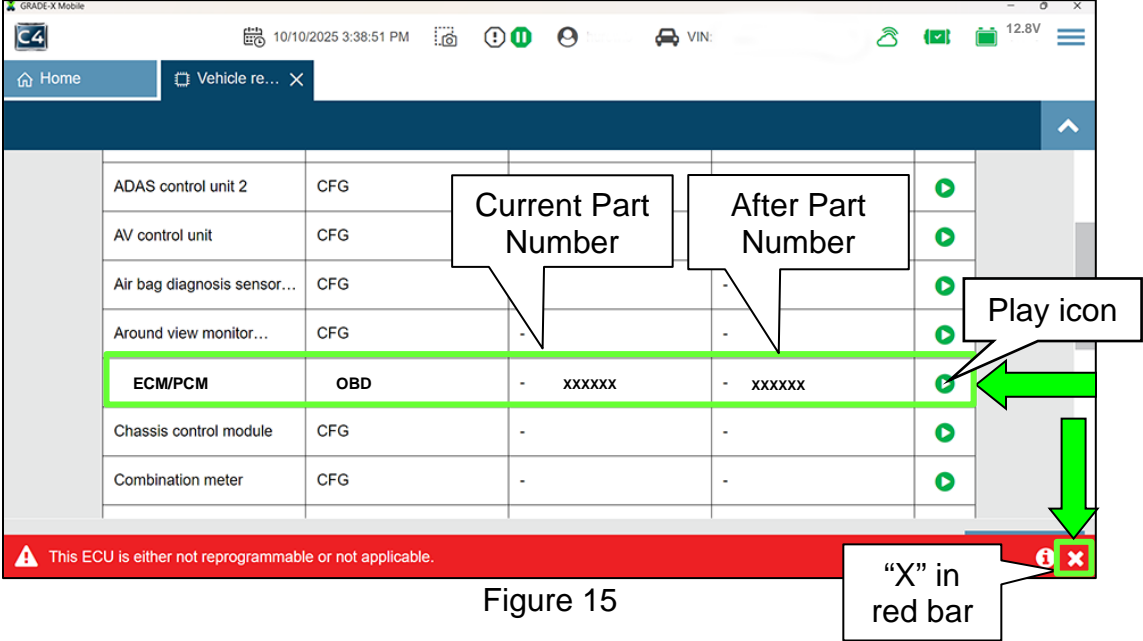 GRADE-X Mobile
C4
10/10/2025 3:38:51 PM
VIN:
12.8V
Home
Vehicle re...
ADAS control unit 2 CFG
Current Part
Number
After Part
Number
AV control unit CFG
Air bag diagnosis sensor... CFG -
Play icon
Around view monitor... CFG - -
ECM/PCM OBD - xxxxxx - xxxxxx
Chassis control module CFG - -
Combination meter CFG - -
This ECU is either not reprogrammable or not applicable.
“X” in
red bar
Figure 15